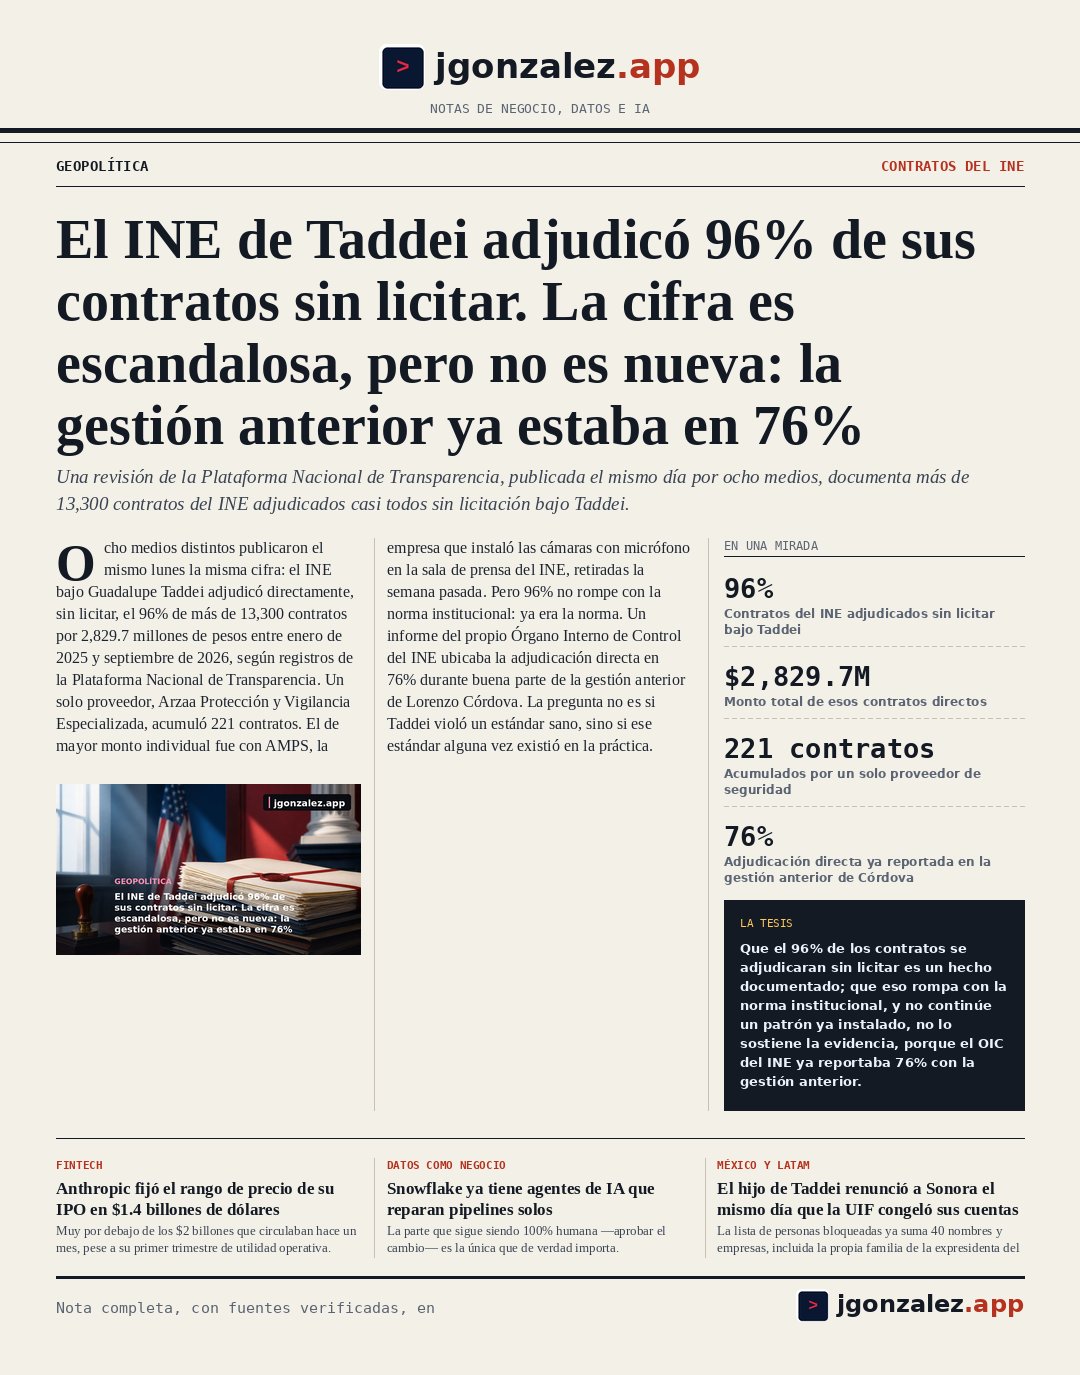 > jgonzalez.app
NOTAS DE NEGOCIO, DATOS E IA
GEOPOLÍTICA
CONTRATOS DEL INE
El INE de Taddei adjudicó 96% de sus
contratos sin licitar. La cifra es
escandalosa, pero no es nueva: la
gestión anterior ya estaba en 76%
Una revisión de la Plataforma Nacional de Transparencia, publicada el mismo día por ocho medios, documenta más de
13,300 contratos del INE adjudicados casi todos sin licitación bajo Taddei.
Ocho medios distintos publicaron el
mismo lunes la misma cifra: el INE
bajo Guadalupe Taddei adjudicó directamente,
sin licitar, el 96% de más de 13,300 contratos
por 2,829.7 millones de pesos entre enero de
2025 y septiembre de 2026, según registros de
la Plataforma Nacional de Transparencia. Un
solo proveedor, Arzaa Protección y Vigilancia
Especializada, acumuló 221 contratos. El de
mayor monto individual fue con AMPS, la
jgonzalez.app
GEOPOLÍTICA
El INE de Taddei adjudicó 96% de
sus contratos sin licitar. La cifra es
escandalosa, pero no es nueva: la
gestión anterior ya estaba en 76%
empresa que instaló las cámaras con micrófono
en la sala de prensa del INE, retiradas la
semana pasada. Pero 96% no rompe con la
norma institucional: ya era la norma. Un
informe del propio Órgano Interno de Control
del INE ubicaba la adjudicación directa en
76% durante buena parte de la gestión anterior
de Lorenzo Córdova. La pregunta no es si
Taddei violó un estándar sano, sino si ese
estándar alguna vez existió en la práctica.
EN UNA MIRADA
96%
Contratos del INE adjudicados sin licitar
bajo Taddei
$2,829.7M
Monto total de esos contratos directos
221 contratos
Acumulados por un solo proveedor de
seguridad
76%
Adjudicación directa ya reportada en la
gestión anterior de Córdova
LA TESIS
Que el 96% de los contratos se
adjudicaran sin licitar es un hecho
documentado; que eso rompa con la
norma institucional, y no continúe
un patrón ya instalado, no lo
sostiene la evidencia, porque el OIC
del INE ya reportaba 76% con la
gestión anterior.
FINTECH
Anthropic fijó el rango de precio de su
IPO en $1.4 billones de dólares
Muy por debajo de los $2 billones que circulaban hace un
mes, pese a su primer trimestre de utilidad operativa.
DATOS COMO NEGOCIO
Snowflake ya tiene agentes de IA que
reparan pipelines solos
La parte que sigue siendo 100% humana —aprobar el
cambio— es la única que de verdad importa.
MÉXICO Y LATAM
El hijo de Taddei renunció a Sonora el
mismo día que la UIF congeló sus cuentas
La lista de personas bloqueadas ya suma 40 nombres y
empresas, incluida la propia familia de la expresidenta del
Nota completa, con fuentes verificadas, en
> jgonzalez.app